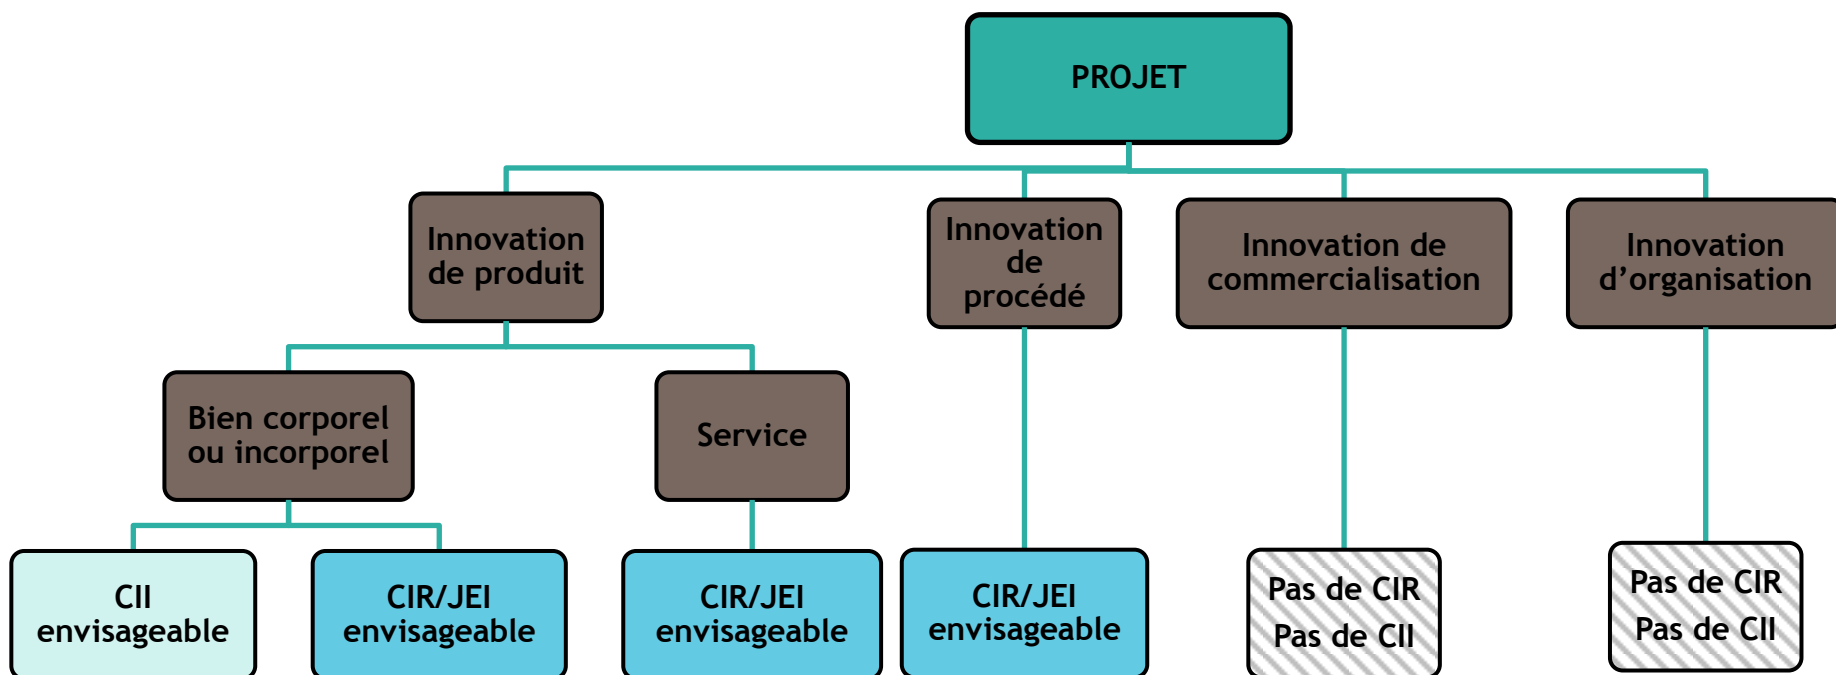 PROJET
Innovation
de produit
Innovation
de
procédé
Innovation de
commercialisation
Innovation
d’organisation
Bien corporel
ou incorporel
Service
CII
envisageable
CIR/JEI
envisageable
CIR/JEI
envisageable
CIR/JEI
envisageable
Pas de CIR
Pas de CII
Pas de CIR
Pas de CII